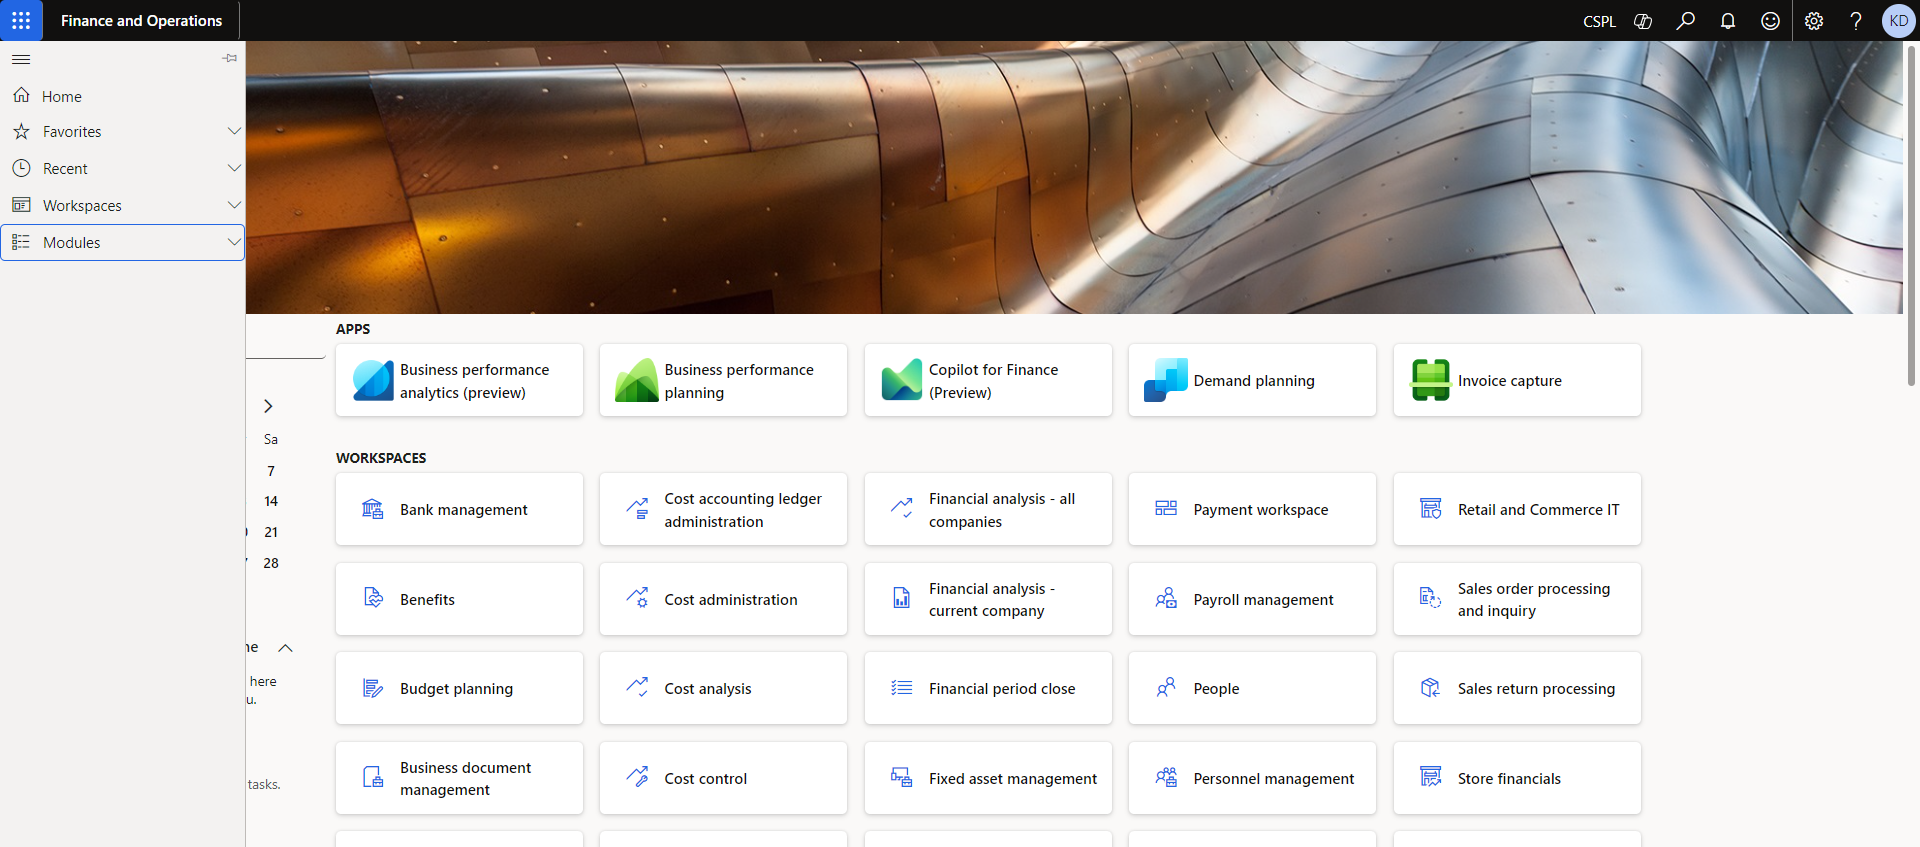 Finance and Operations
CSPL
KD
Home
Favorites
Recent
Workspaces
Modules
Sa
7
14
21
28
here
tasks.
APPS
Business performance
analytics (preview)
Business performance
planning
Copilot for Finance
(Preview)
Demand planning
Invoice capture
WORKSPACES
Bank management
Cost accounting ledger
administration
Financial analysis - all
companies
Payment workspace
Retail and Commerce IT
Benefits
Cost administration
Financial analysis -
current company
Payroll management
Sales order processing
and inquiry
Budget planning
Cost analysis
Financial period close
People
Sales return processing
Business document
management
Cost control
Fixed asset management
Personnel management
Store financials